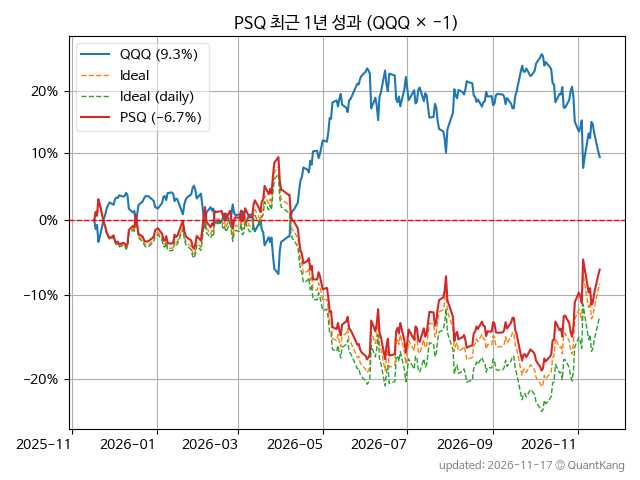 PSQ 최근 1년 성과 (QQQ × −1)
QQQ (9.3%)
Ideal
Ideal (daily)
PSQ (−6.7%)
20%
10%
0%
−10%
−20%
2025-11
2026-01
2026-03
2026-05
2026-07
2026-09
2026-11
updated: 2026-11-17 © QuantKang